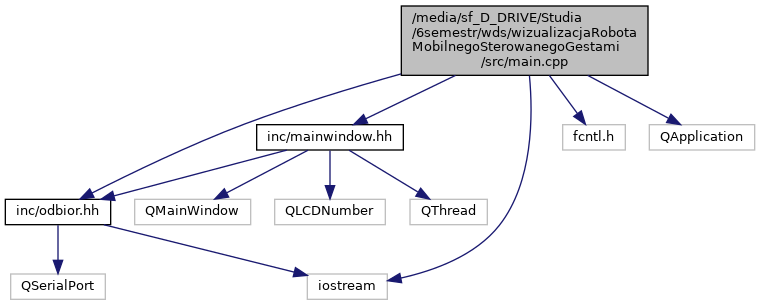 /media/sf_D_DRIVE/Studia
/6semestr/wds/wizualizacjaRobota
MobilnegoSterowanegoGestami
/src/main.cpp
inc/mainwindow.hh
fcntl.h
QApplication
inc/odbior.hh
QMainWindow
QLCDNumber
QThread
QSerialPort
iostream